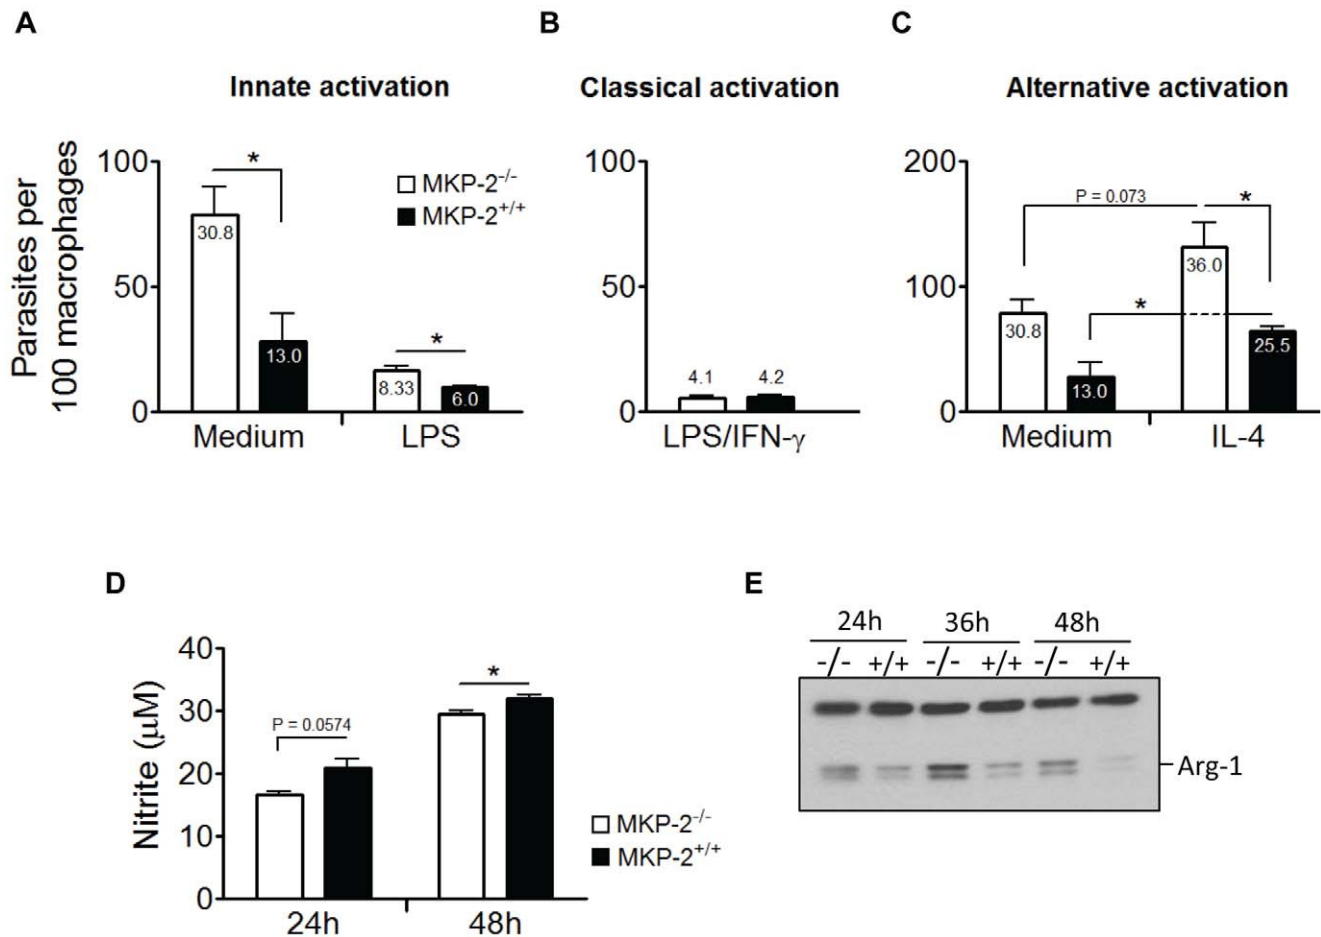 A
B
C
Innate activation
Classical activation
Alternative activation
Parasites per
100 macrophages
100
50
0
*
30.8
13.0
*
8.33
6.0
Medium
LPS
MKP-2-/-
MKP-2+/+
100
50
0
4.1
4.2
LPS/IFN-γ
200
100
0
P = 0.073
*
*
30.8
13.0
36.0
25.5
Medium
IL-4
D
E
Nitrite (μM)
40
30
20
10
0
P = 0.0574
*
24h
48h
MKP-2-/-
MKP-2+/+
24h 36h 48h
-/- +/+ -/- +/+ -/- +/+
Arg-1